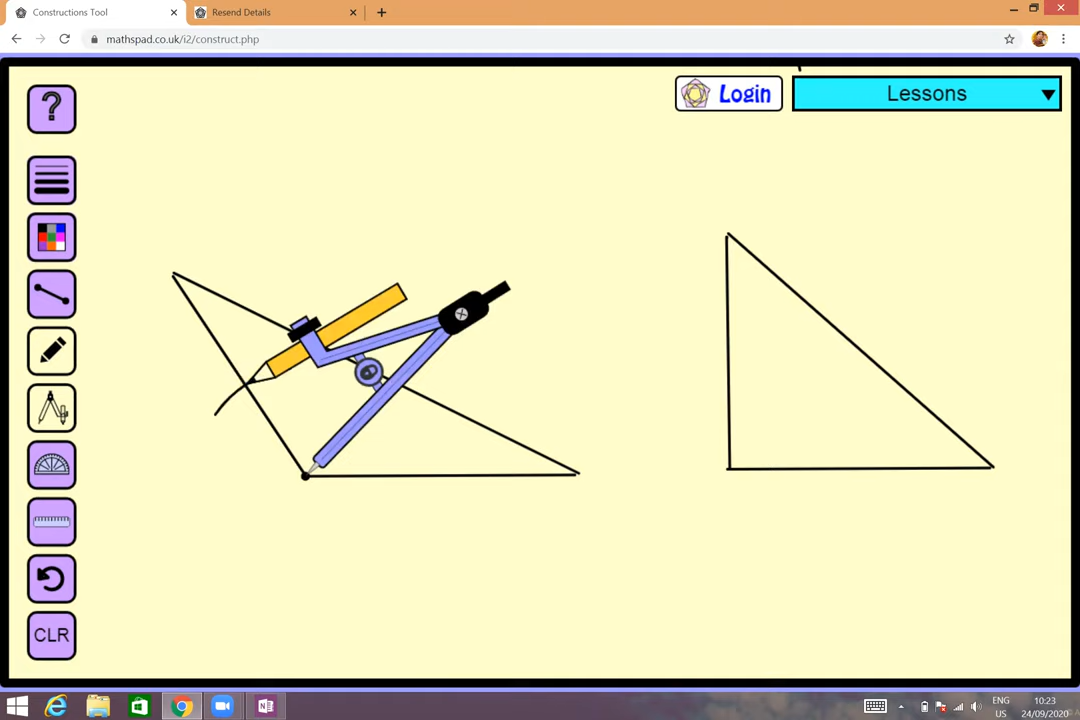 Constructions Tool
Resend Details
mathspad.co.uk/i2/construct.php
?
Login
Lessons
CLR
ENG
US
10:23
24/09/2020